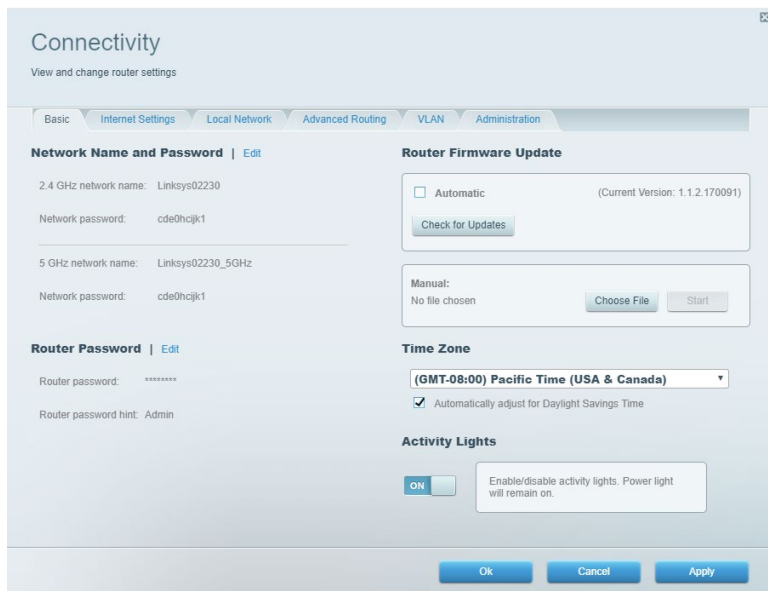 Connectivity
View and change router settings
Basic
Internet Settings
Local Network
Advanced Routing
VLAN
Administration
Network Name and Password | Edit
2.4 GHz network name: Linksys02230
Network password: cde0hcijk1
5 GHz network name: Linksys02230_5GHz
Network password: cde0hcijk1
Router Password | Edit
Router password: ********
Router password hint: Admin
Router Firmware Update
Automatic
(Current Version: 1.1.2.170091)
Check for Updates
Manual:
No file chosen
Choose File
Start
Time Zone
(GMT-08:00) Pacific Time (USA & Canada)
Automatically adjust for Daylight Savings Time
Activity Lights
ON
Enable/disable activity lights. Power light
will remain on.
Ok
Cancel
Apply